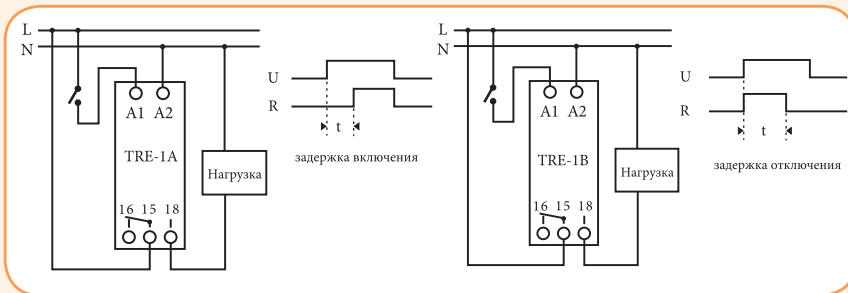 L
N
A1 A2
TRE-1A
16 15 18
Нагрузка
U
R
t
задержка включения
L
N
A1 A2
TRE-1B
16 15 18
Нагрузка
U
R
t
задержка отключения